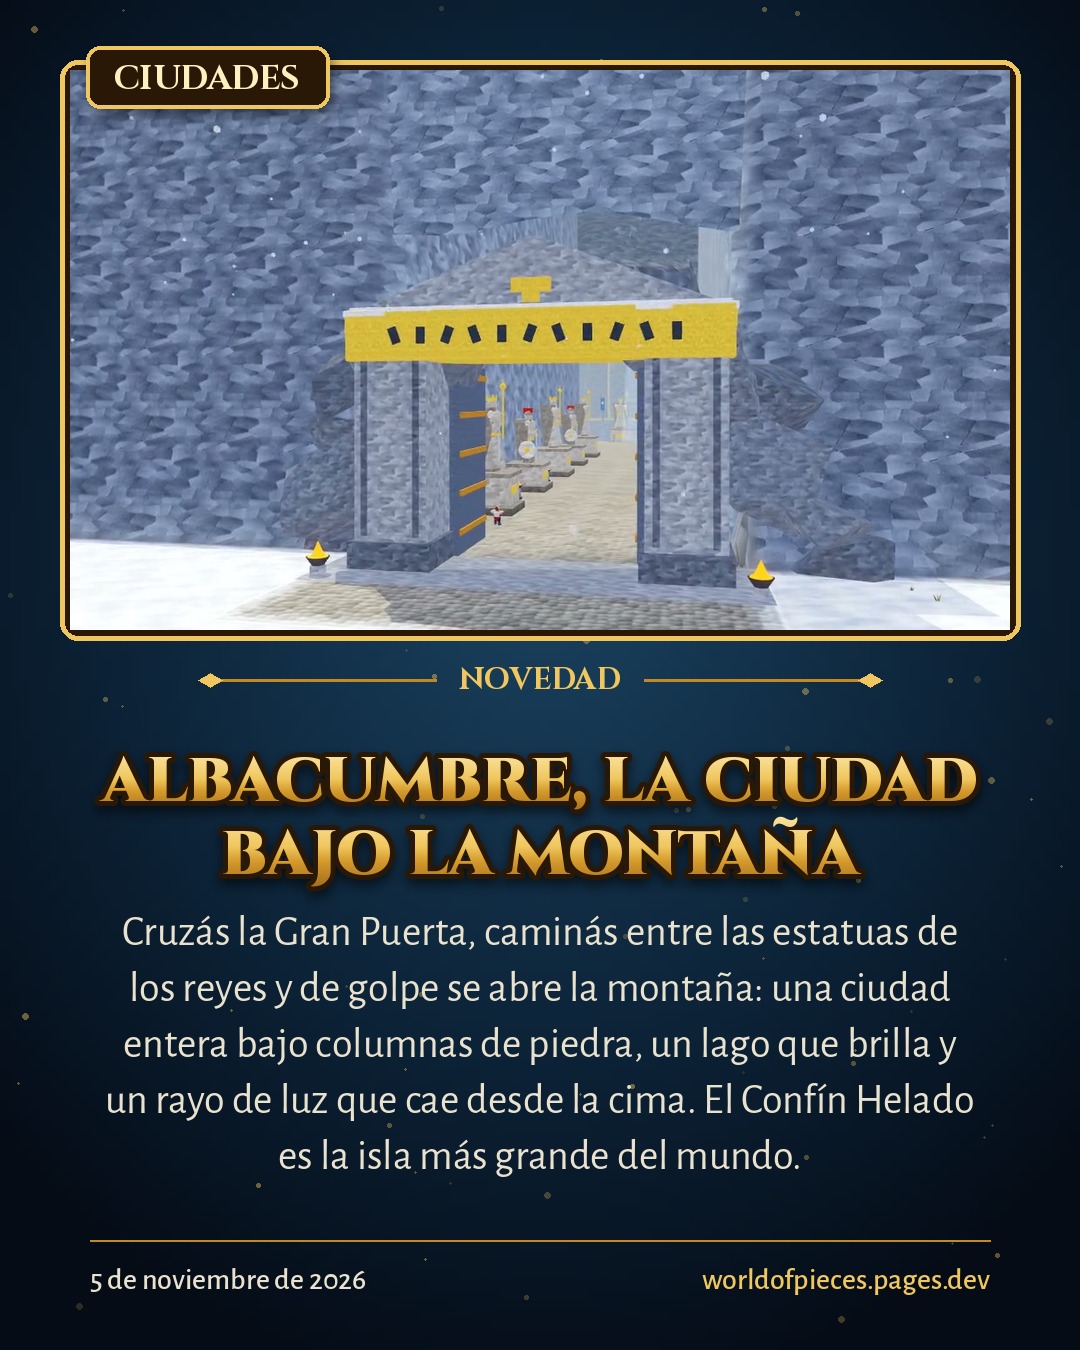 CIUDADES
NOVEDAD
ALBACUMBRE, LA CIUDAD
BAJO LA MONTAÑA
Cruzás la Gran Puerta, caminás entre las estatuas de
los reyes y de golpe se abre la montaña: una ciudad
entera bajo columnas de piedra, un lago que brilla y
un rayo de luz que cae desde la cima. El Confín Helado
es la isla más grande del mundo.
5 de noviembre de 2026
worldofpieces.pages.dev